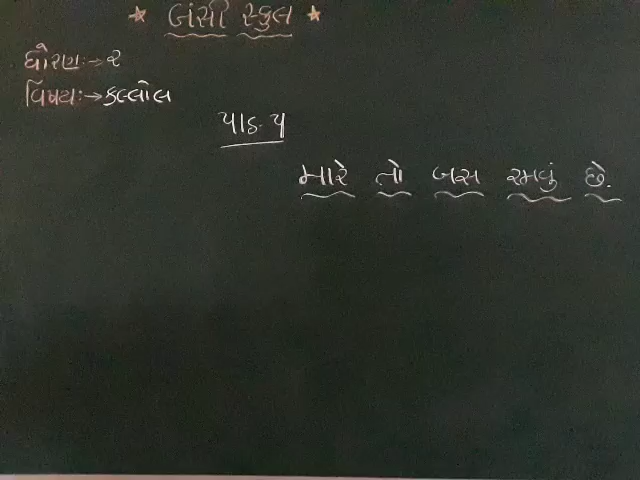 ★ બંસી સ્કુલ ★
ધોરણ:→ ૨
વિષય:→ કલ્લોલ
પાઠ-૫
મારે તો બસ રમવું છે.